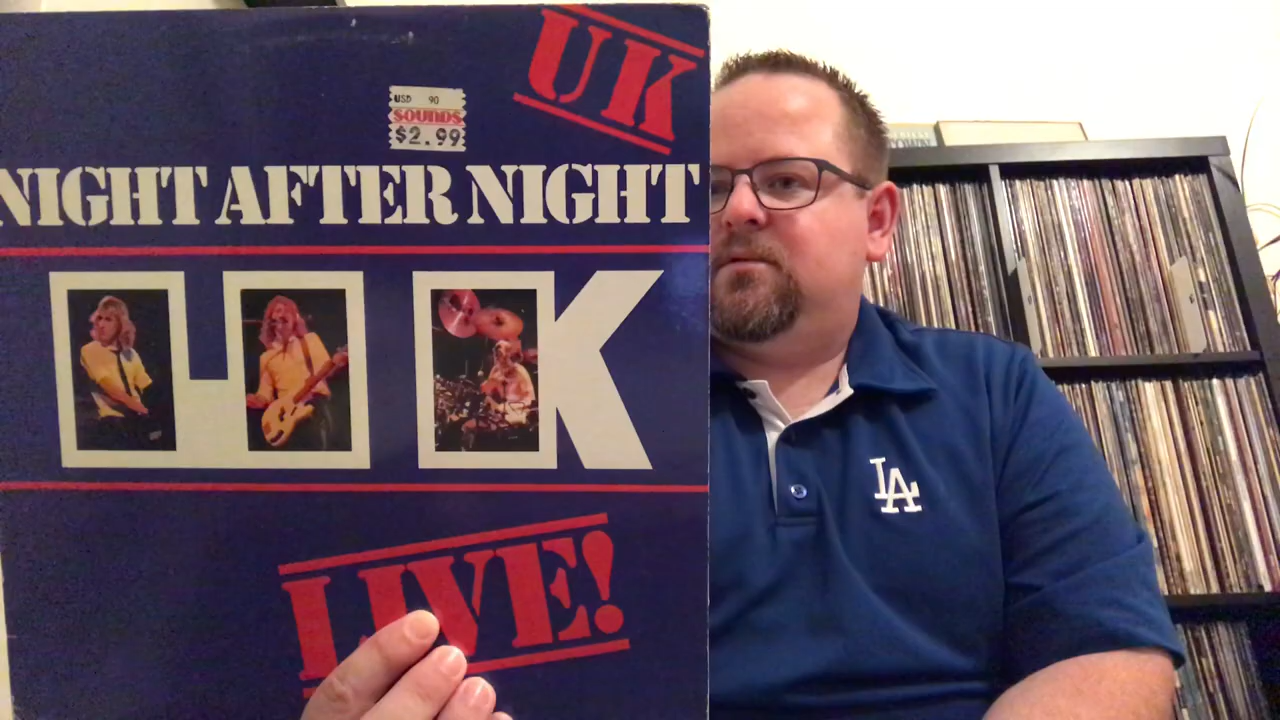 UK
USD 90
SOUNDS
$2.99
NIGHT AFTER NIGHT
UK
LIVE!
LA